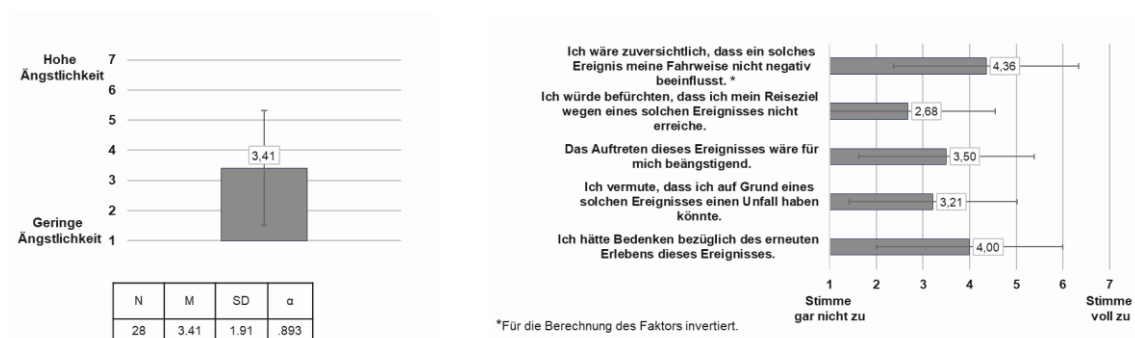 Hohe
Ängstlichkeit
7
6
5
4
3
2
1
3,41
Geringe
Ängstlichkeit
N M SD α
28 3.41 1.91 .893
Ich wäre zuversichtlich, dass ein solches
Ereignis meine Fahrweise nicht negativ
beeinflusst. *
4,36
Ich würde befürchten, dass ich mein Reiseziel
wegen eines solchen Ereignisses nicht
erreiche.
2,68
Das Auftreten dieses Ereignisses wäre für
mich beängstigend.
3,50
Ich vermute, dass ich auf Grund eines
solchen Ereignisses einen Unfall haben
könnte.
3,21
Ich hätte Bedenken bezüglich des erneuten
Erlebens dieses Ereignisses.
4,00
1 2 3 4 5 6 7
Stimme
gar nicht zu
Stimme
voll zu
*Für die Berechnung des Faktors invertiert.